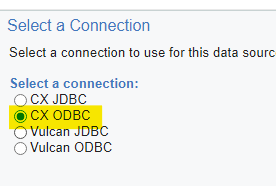 Select a Connection
Select a connection to use for this data sourc
Select a connection:
CX JDBC
CX ODBC
Vulcan JDBC
Vulcan ODBC